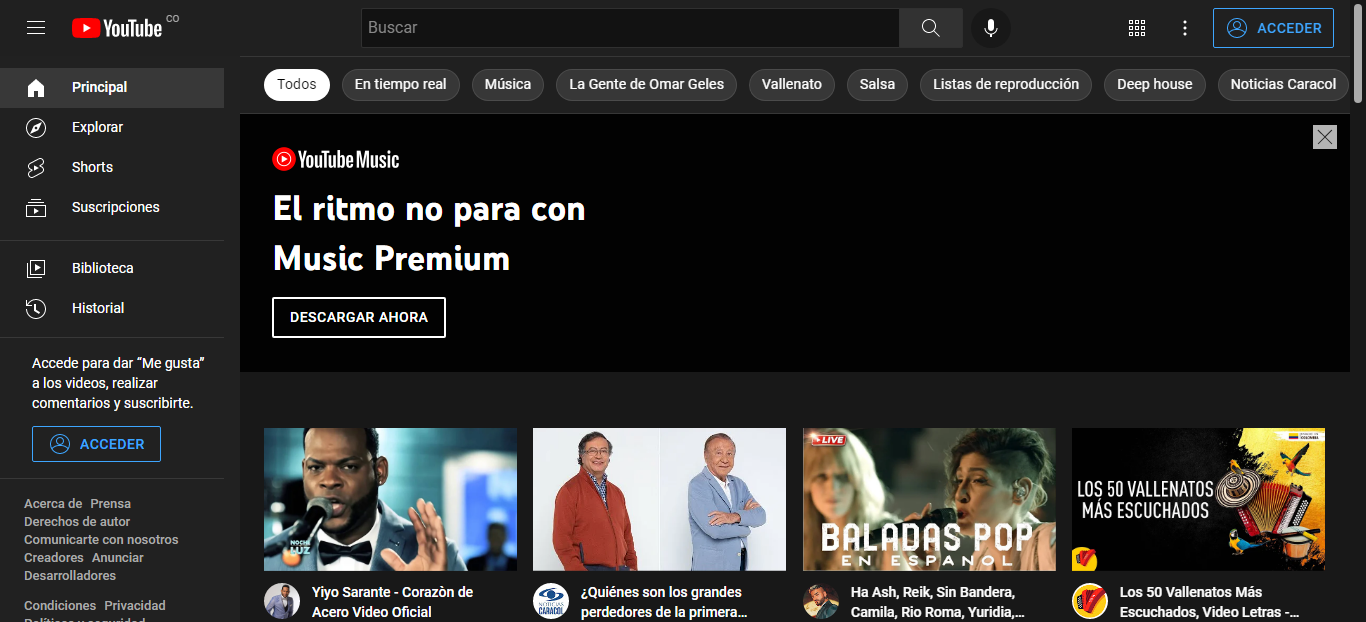 YouTube CO
Buscar
ACCEDER
Principal
Explorar
Shorts
Suscripciones
Biblioteca
Historial
Accede para dar “Me gusta”
a los videos, realizar
comentarios y suscribirte.
ACCEDER
Acerca de Prensa
Derechos de autor
Comunicarte con nosotros
Creadores Anunciar
Desarrolladores
Condiciones Privacidad
Políticas y seguridad
Todos En tiempo real Música La Gente de Omar Geles Vallenato Salsa Listas de reproducción Deep house Noticias Caracol
YouTube Music
El ritmo no para con
Music Premium
DESCARGAR AHORA
NOCHE
LUZ
Yiyo Sarante - Corazòn de
Acero Video Oficial
NOTICIAS
CARACOL
¿Quiénes son los grandes
perdedores de la primera...
LIVE
BALADAS POP
EN ESPAÑOL
Ha Ash, Reik, Sin Bandera,
Camila, Rio Roma, Yuridia,...
LOS 50 VALLENATOS
MÁS ESCUCHADOS
Los 50 Vallenatos Más
Escuchados, Video Letras -...